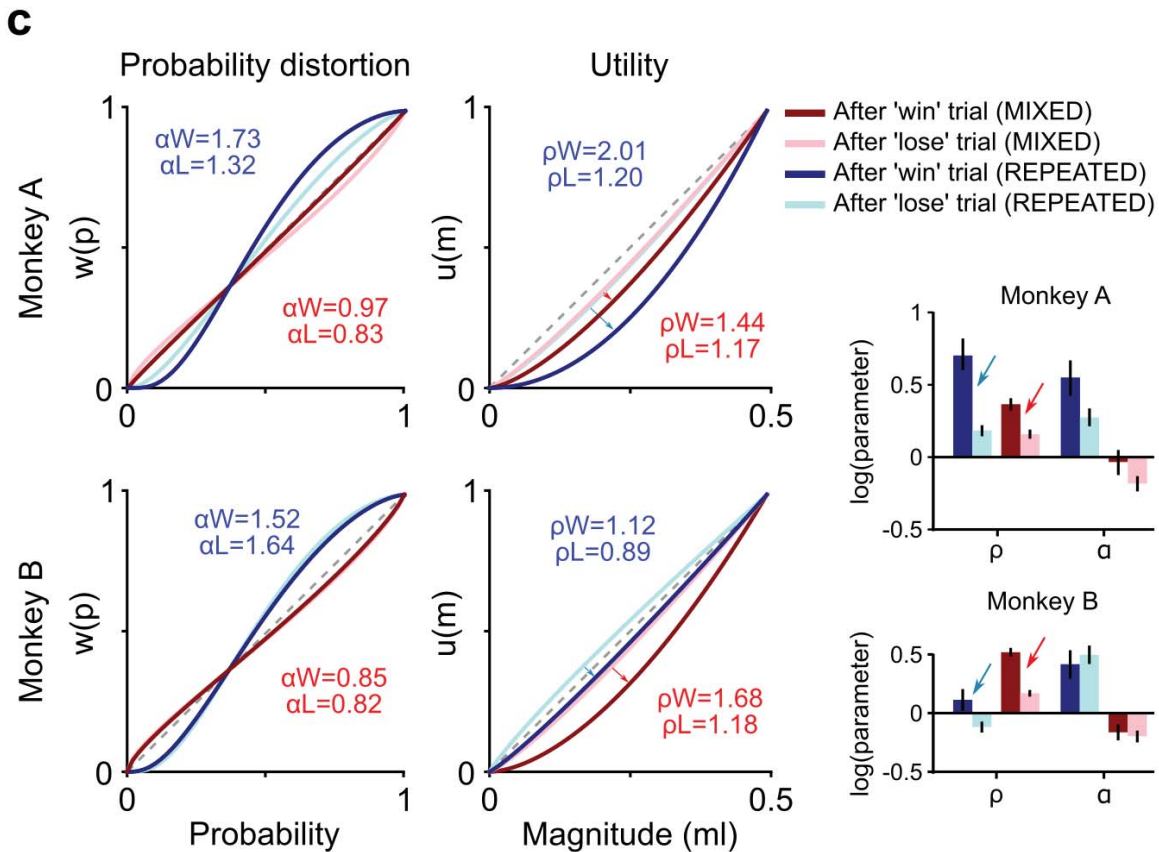 c
Probability distortion
Utility
After 'win' trial (MIXED)
After 'lose' trial (MIXED)
After 'win' trial (REPEATED)
After 'lose' trial (REPEATED)
Monkey A
w(p)
1
0
0
1
αW=1.73
αL=1.32
αW=0.97
αL=0.83
u(m)
1
0
0
0.5
ρW=2.01
ρL=1.20
ρW=1.44
ρL=1.17
Monkey A
log(parameter)
1
0.5
0
-0.5
ρ
α
Monkey B
w(p)
1
0
0
1
αW=1.52
αL=1.64
αW=0.85
αL=0.82
Probability
u(m)
1
0
0
0.5
ρW=1.12
ρL=0.89
ρW=1.68
ρL=1.18
Magnitude (ml)
Monkey B
log(parameter)
0.5
0
-0.5
ρ
α